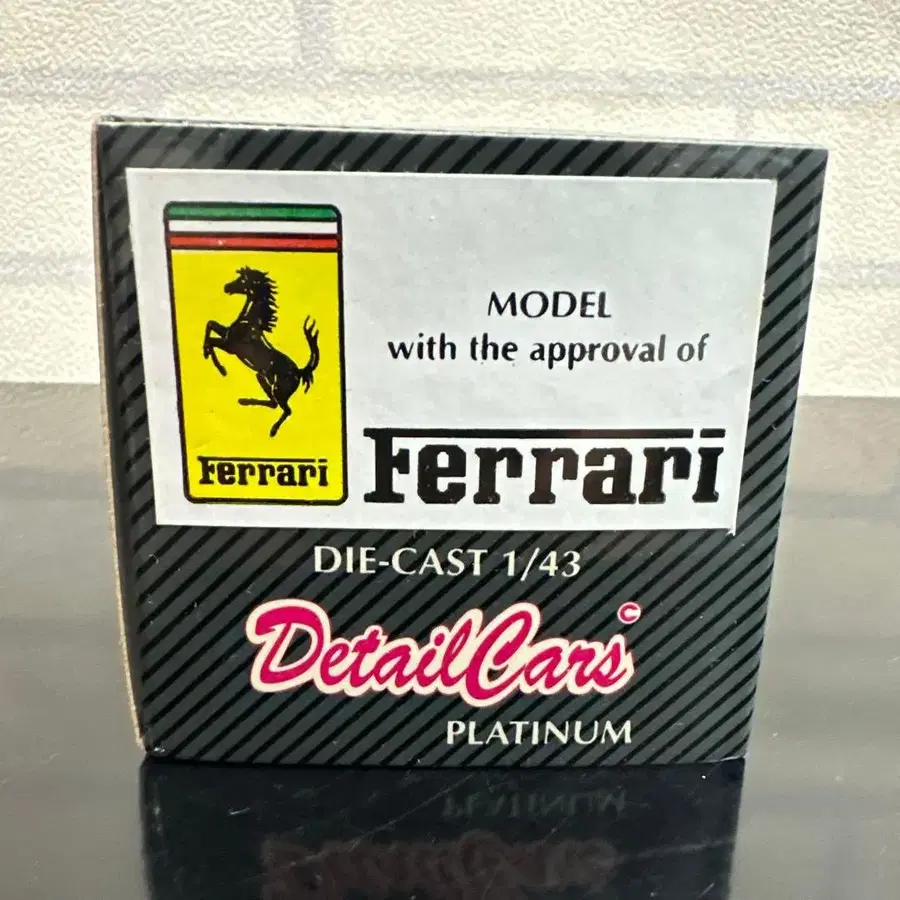 MODEL
with the approval of
Ferrari
Ferrari
DIE-CAST 1/43
DetailCars©
PLATINUM